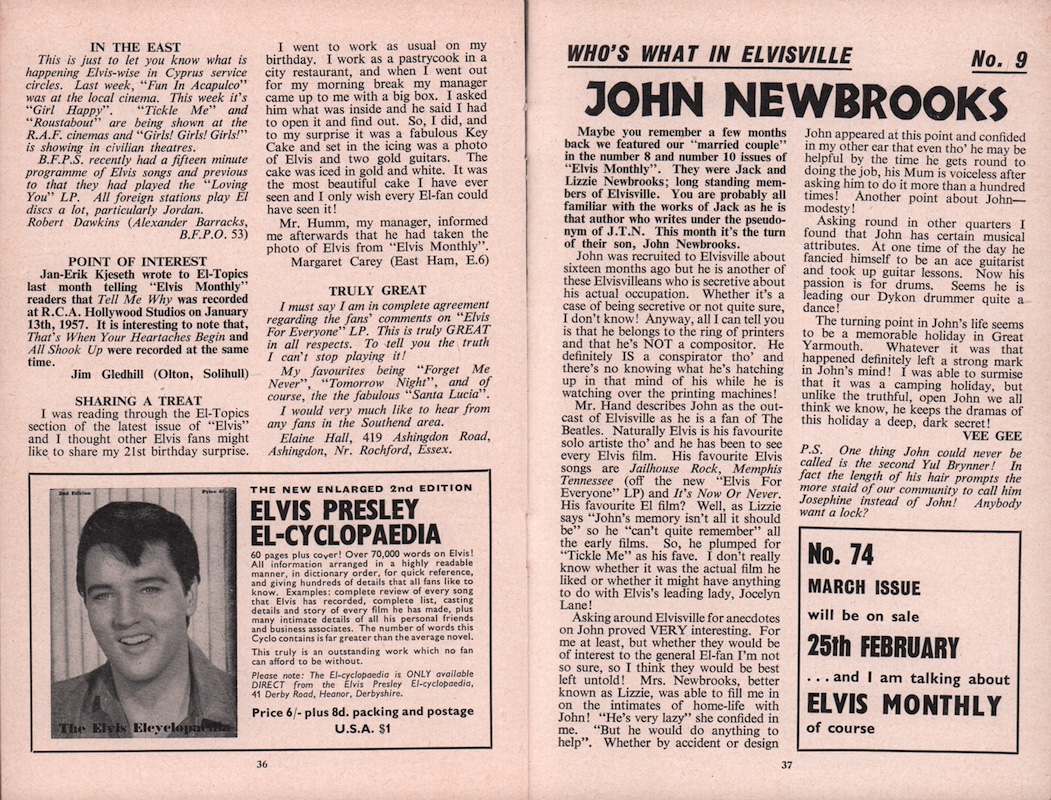 IN THE EAST
This is just to let you know what is
happening Elvis-wise in Cyprus service
circles. Last week, "Fun In Acapulco"
was at the local cinema. This week it's
"Girl Happy". "Tickle Me" and
"Roustabout" are being shown at the
R.A.F. cinemas and "Girls! Girls! Girls!"
is showing in civilian theatres.
B.F.P.S. recently had a fifteen minute
programme of Elvis songs and previous
to that they had played the "Loving
You" LP. All foreign stations play El
discs a lot, particularly Jordan.
Robert Dawkins (Alexander Barracks,
B.F.P.O. 53)
POINT OF INTEREST
Jan-Erik Kjeseth wrote to El-Topics
last month telling "Elvis Monthly"
readers that Tell Me Why was recorded
at R.C.A. Hollywood Studios on January
13th, 1957. It is interesting to note that,
That's When Your Heartaches Begin and
All Shook Up were recorded at the same
time.
Jim Gledhill (Olton, Solihull)
SHARING A TREAT
I was reading through the El-Topics
section of the latest issue of "Elvis"
and I thought other Elvis fans might
like to share my 21st birthday surprise.
I went to work as usual on my
birthday. I work as a pastrycook in a
city restaurant, and when I went out
for my morning break my manager
came up to me with a big box. I asked
him what was inside and he said I had
to open it and find out. So, I did, and
to my surprise it was a fabulous Key
Cake and set in the icing was a photo
of Elvis and two gold guitars. The
cake was iced in gold and white. It was
the most beautiful cake I have ever
seen and I only wish every El-fan could
have seen it!
Mr. Humm, my manager, informed
me afterwards that he had taken the
photo of Elvis from "Elvis Monthly".
Margaret Carey (East Ham, E.6)
TRULY GREAT
I must say I am in complete agreement
regarding the fans' comments on "Elvis
For Everyone" LP. This is truly GREAT
in all respects. To tell you the truth
I can't stop playing it!
My favourites being "Forget Me
Never", "Tomorrow Night", and of
course, the the fabulous "Santa Lucia".
I would very much like to hear from
any fans in the Southend area.
Elaine Hall, 419 Ashingdon Road,
Ashingdon, Nr. Rochford, Essex.
2nd Edition
Price 6/-
The Elvis Elcyclopaedia
THE NEW ENLARGED 2nd EDITION
ELVIS PRESLEY
EL-CYCLOPAEDIA
60 pages plus cover! Over 70,000 words on Elvis!
All information arranged in a highly readable
manner, in dictionary order, for quick reference,
and giving hundreds of details that all fans like to
know. Examples: complete review of every song
that Elvis has recorded, complete list, casting
details and story of every film he has made, plus
many intimate details of all his personal friends
and business associates. The number of words this
Cyclo contains is far greater than the average novel.
This truly is an outstanding work which no fan
can afford to be without.
Please note: The El-cyclopaedia is ONLY available
DIRECT from the Elvis Presley El-cyclopaedia,
41 Derby Road, Heanor, Derbyshire.
Price 6/- plus 8d. packing and postage
U.S.A. $1
36
WHO'S WHAT IN ELVISVILLE
No. 9
JOHN NEWBROOKS
Maybe you remember a few months
back we featured our "married couple"
in the number 8 and number 10 issues of
"Elvis Monthly". They were Jack and
Lizzie Newbrooks; long standing mem-
bers of Elvisville. You are probably all
familiar with the works of Jack as he is
that author who writes under the pseudo-
nym of J.T.N. This month it's the turn
of their son, John Newbrooks.
John was recruited to Elvisville about
sixteen months ago but he is another of
these Elvisvilleans who is secretive about
his actual occupation. Whether it's a
case of being secretive or not quite sure,
I don't know! Anyway, all I can tell you
is that he belongs to the ring of printers
and that he's NOT a compositor. He
definitely IS a conspirator tho' and
there's no knowing what he's hatching
up in that mind of his while he is
watching over the printing machines!
Mr. Hand describes John as the out-
cast of Elvisville as he is a fan of The
Beatles. Naturally Elvis is his favourite
solo artiste tho' and he has been to see
every Elvis film. His favourite Elvis
songs are Jailhouse Rock, Memphis
Tennessee (off the new "Elvis For
Everyone" LP) and It's Now Or Never.
His favourite El film? Well, as Lizzie
says "John's memory isn't all it should
be" so he "can't quite remember" all
the early films. So, he plumped for
"Tickle Me" as his fave. I don't really
know whether it was the actual film he
liked or whether it might have anything
to do with Elvis's leading lady, Jocelyn
Lane!
Asking around Elvisville for anecdotes
on John proved VERY interesting. For
me at least, but whether they would be
of interest to the general El-fan I'm not
so sure, so I think they would be best
left untold! Mrs. Newbrooks, better
known as Lizzie, was able to fill me in
on the intimates of home-life with
John! "He's very lazy" she confided in
me. "But he would do anything to
help". Whether by accident or design
John appeared at this point and confided
in my other ear that even tho' he may be
helpful by the time he gets round to
doing the job, his Mum is voiceless after
asking him to do it more than a hundred
times! Another point about John—
modesty!
Asking round in other quarters I
found that John has certain musical
attributes. At one time of the day he
fancied himself to be an ace guitarist
and took up guitar lessons. Now his
passion is for drums. Seems he is
leading our Dykon drummer quite a
dance!
The turning point in John's life seems
to be a memorable holiday in Great
Yarmouth. Whatever it was that
happened definitely left a strong mark
in John's mind! I was able to surmise
that it was a camping holiday, but
unlike the truthful, open John we all
think we know, he keeps the dramas of
this holiday a deep, dark secret!
VEE GEE
P.S. One thing John could never be
called is the second Yul Brynner! In
fact the length of his hair prompts the
more staid of our community to call him
Josephine instead of John! Anybody
want a lock?
No. 74
MARCH ISSUE
will be on sale
25th FEBRUARY
...and I am talking about
ELVIS MONTHLY
of course
37